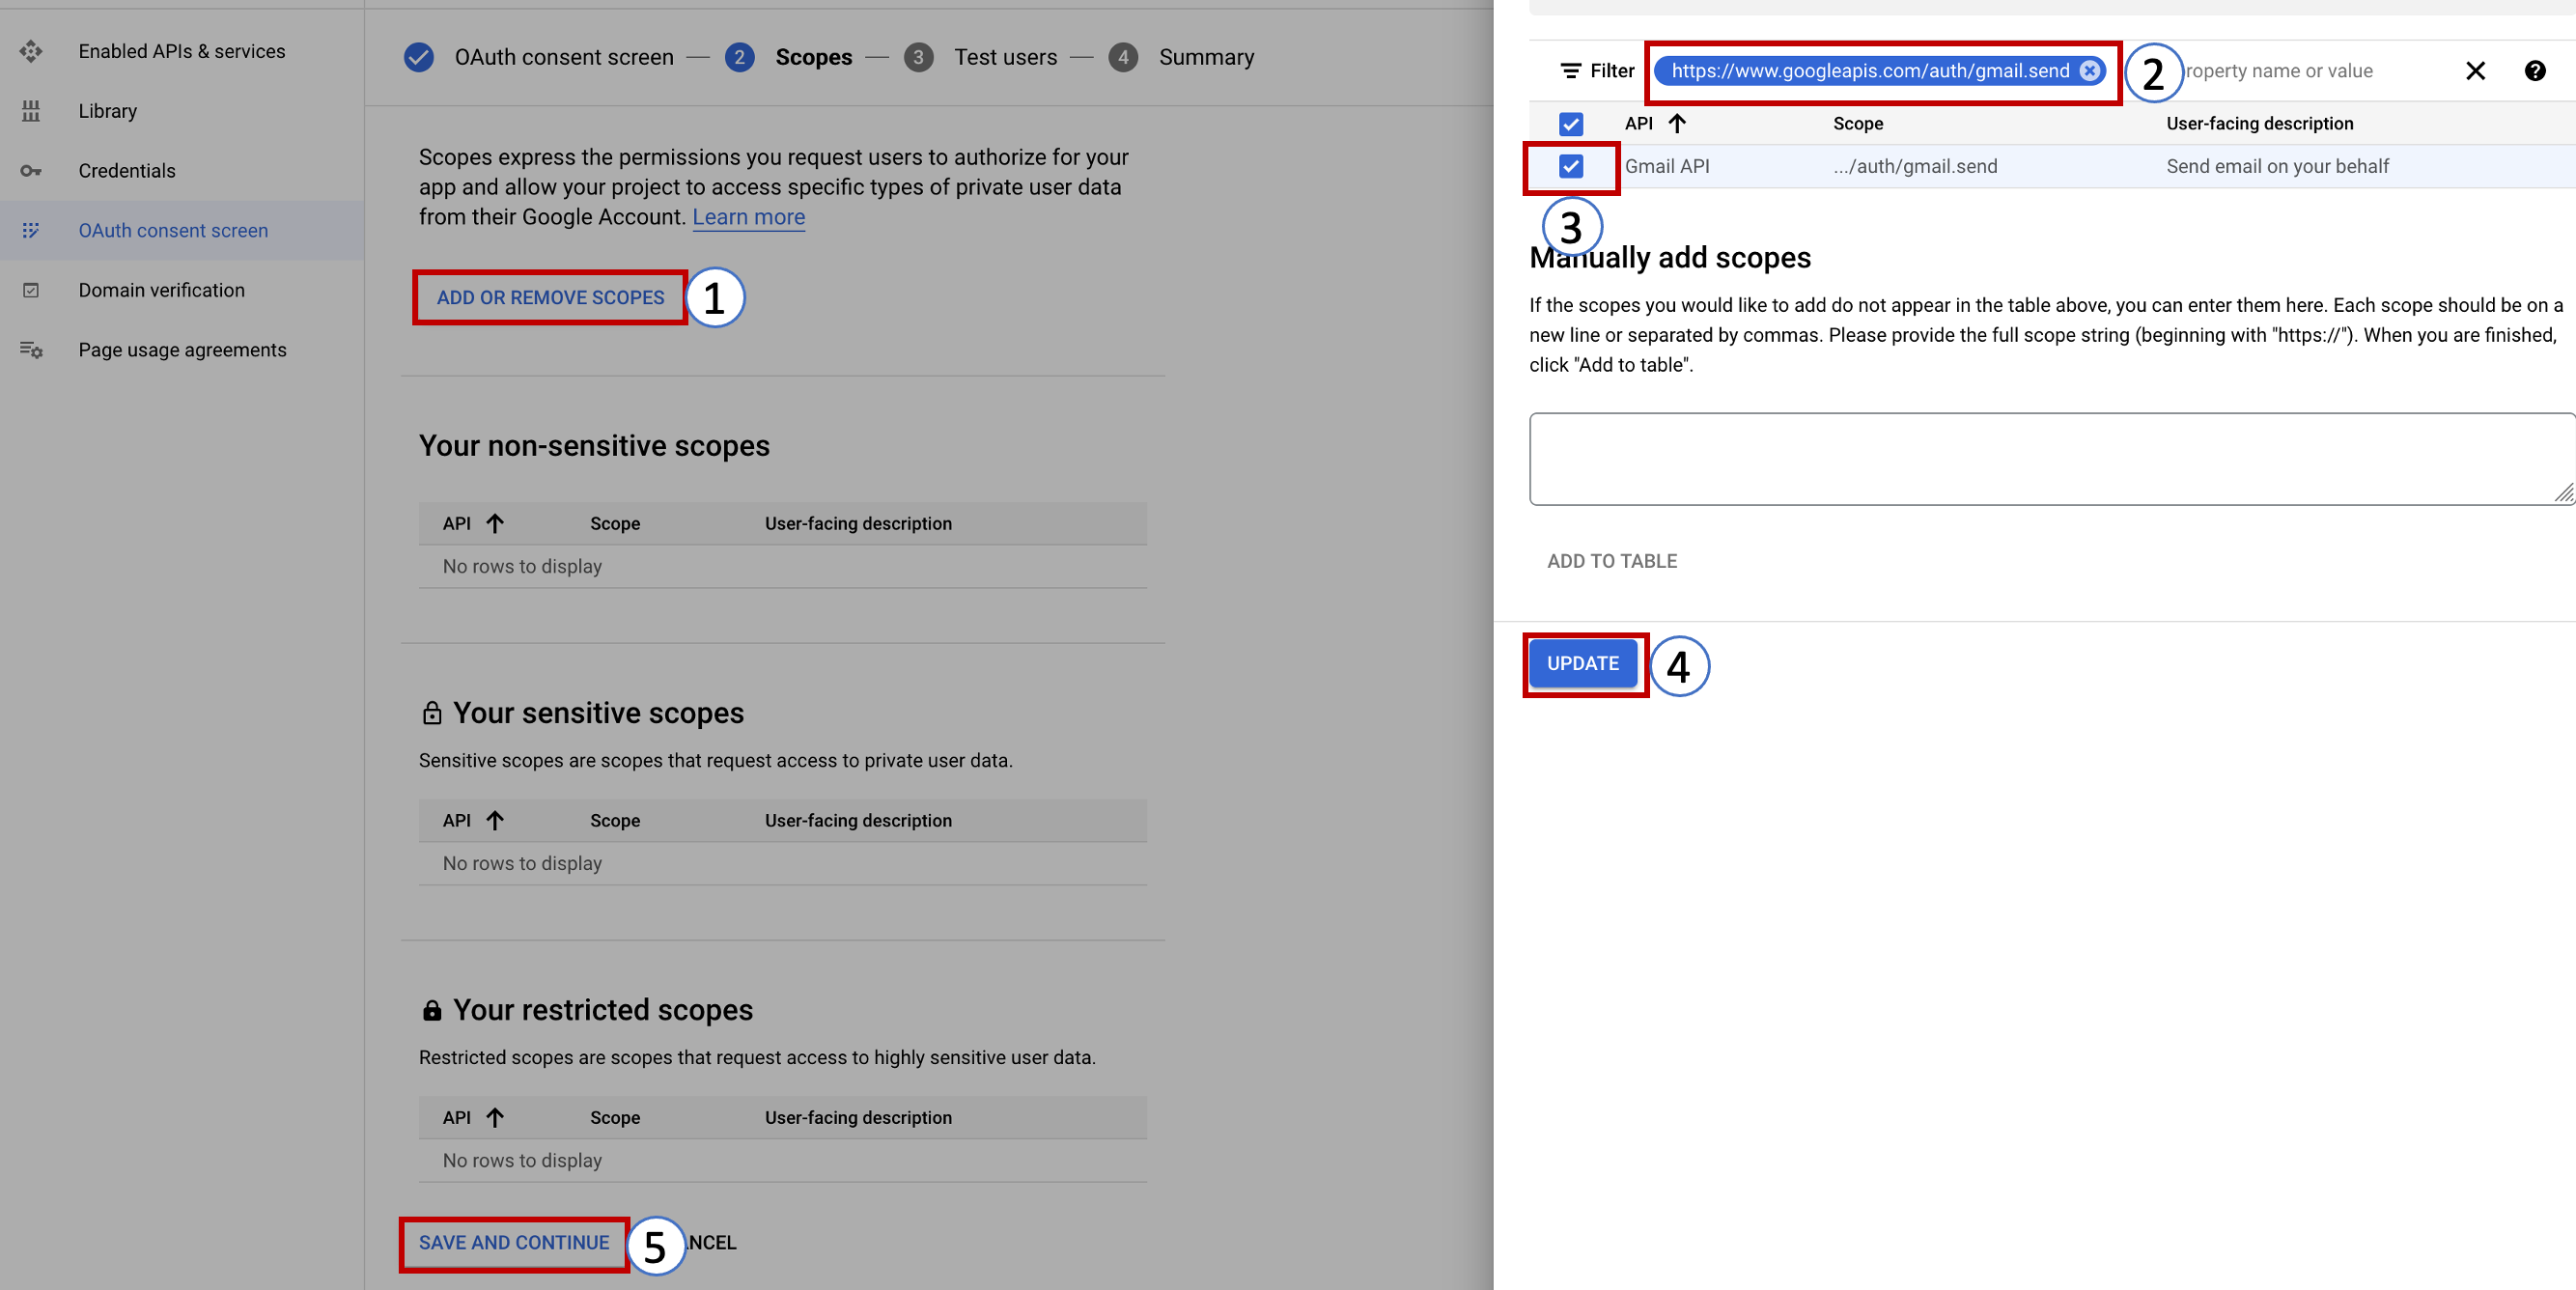 Enabled APIs & services
Library
Credentials
OAuth consent screen
Domain verification
Page usage agreements
OAuth consent screen — 2 Scopes — 3 Test users — 4 Summary
Scopes express the permissions you request users to authorize for your
app and allow your project to access specific types of private user data
from their Google Account. Learn more
ADD OR REMOVE SCOPES 1
Your non-sensitive scopes
API Scope User-facing description
No rows to display
Your sensitive scopes
Sensitive scopes are scopes that request access to private user data.
API Scope User-facing description
No rows to display
Your restricted scopes
Restricted scopes are scopes that request access to highly sensitive user data.
API Scope User-facing description
No rows to display
SAVE AND CONTINUE 5 NCEL
Filter https://www.googleapis.com/auth/gmail.send 2 roperty name or value
API Scope User-facing description
Gmail API .../auth/gmail.send Send email on your behalf
3
Manually add scopes
If the scopes you would like to add do not appear in the table above, you can enter them here. Each scope should be on a
new line or separated by commas. Please provide the full scope string (beginning with "https://"). When you are finished,
click "Add to table".
ADD TO TABLE
UPDATE 4